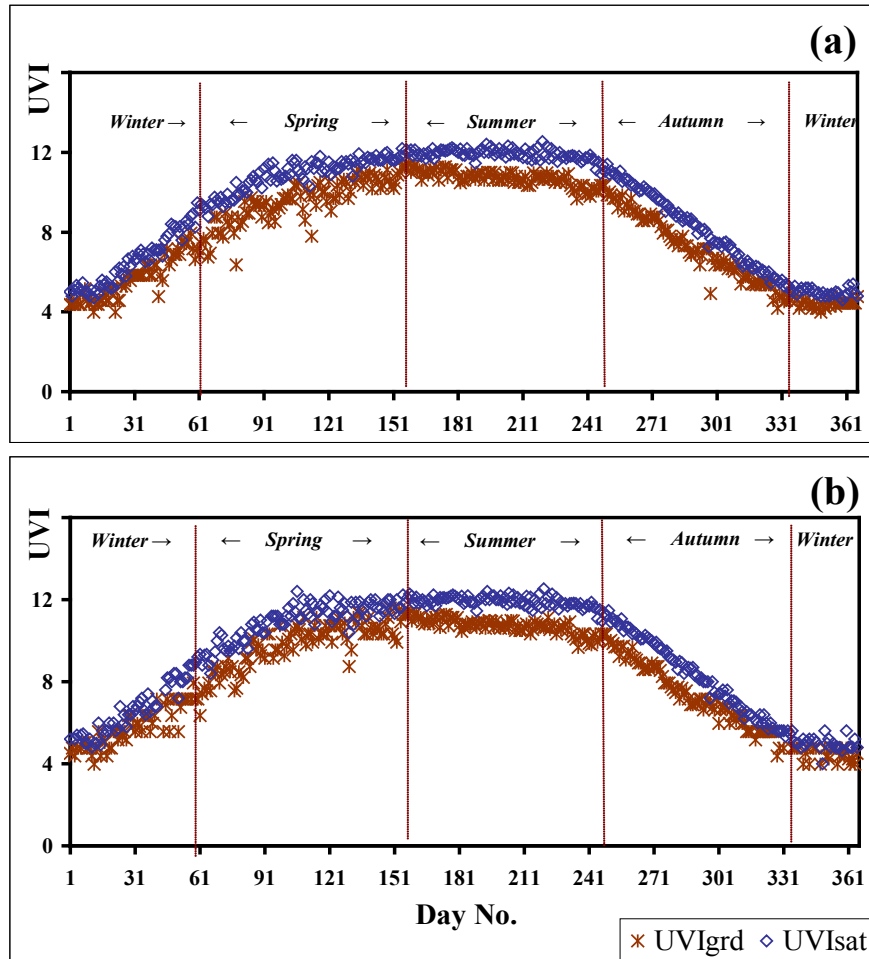 (a)
UVI
Winter → ← Spring → ← Summer → ← Autumn → Winter
12
8
4
0
1 31 61 91 121 151 181 211 241 271 301 331 361
(b)
UVI
Winter → ← Spring → ← Summer → ← Autumn → Winter
12
8
4
0
1 31 61 91 121 151 181 211 241 271 301 331 361
Day No.
UVIgrd UVIsat